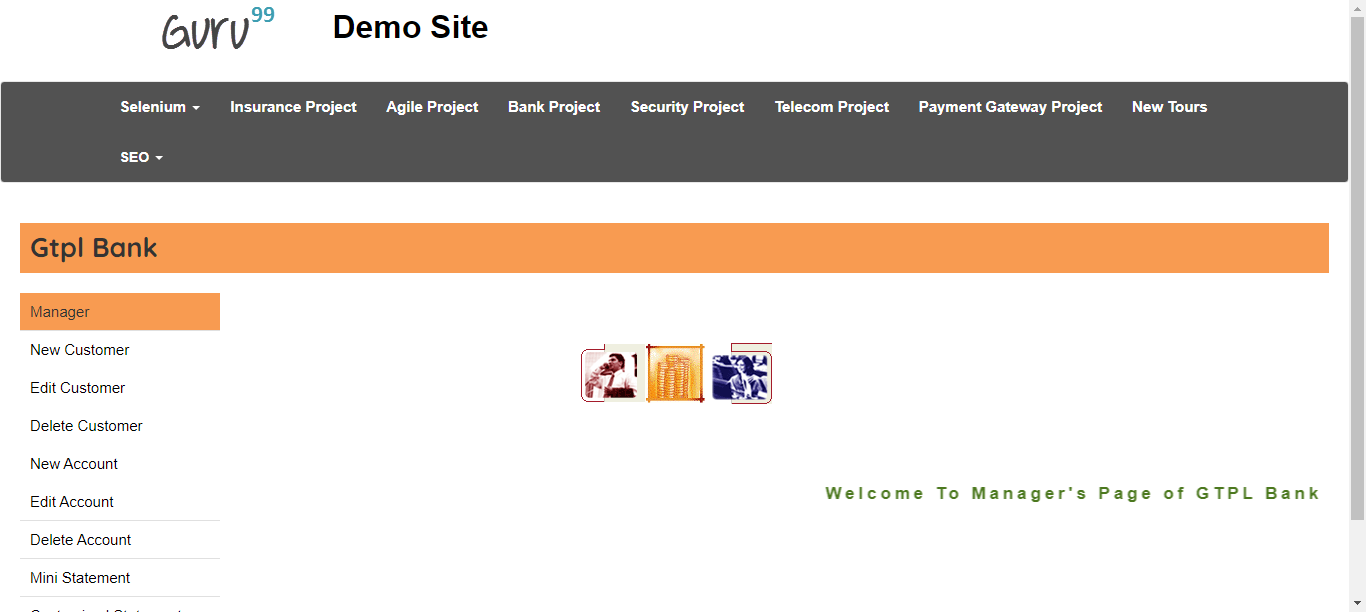 Guru99
Demo Site
Selenium Insurance Project Agile Project Bank Project Security Project Telecom Project Payment Gateway Project New Tours
SEO
Gtpl Bank
Manager
New Customer
Edit Customer
Delete Customer
New Account
Edit Account
Welcome To Manager's Page of GTPL Bank
Delete Account
Mini Statement